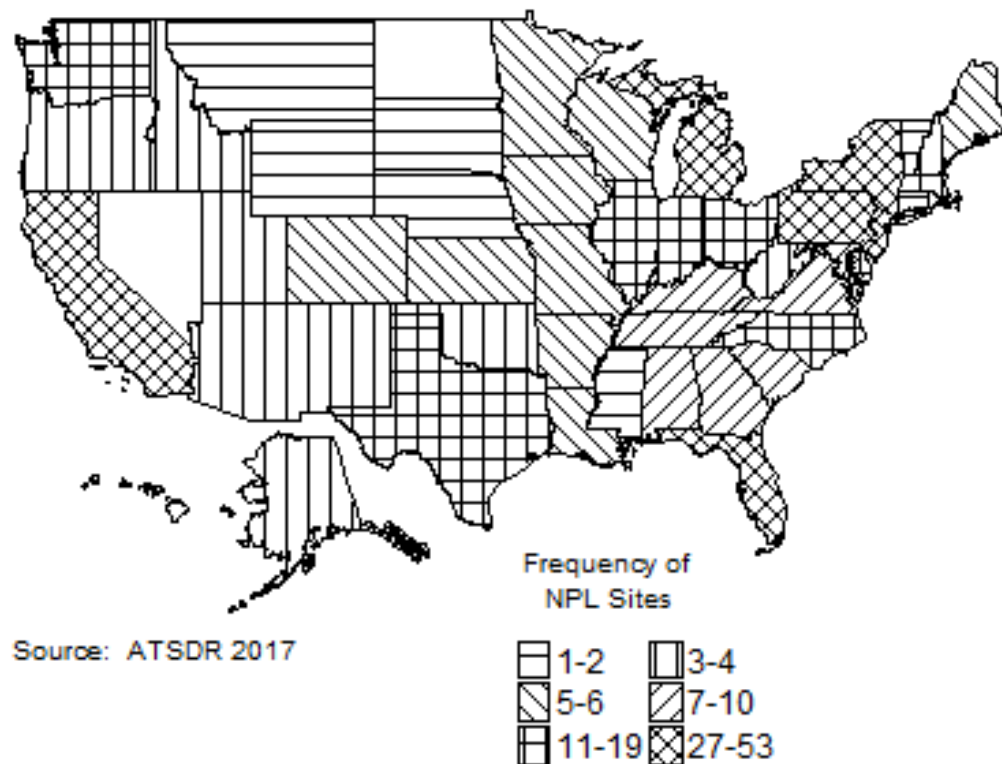 Frequency of
NPL Sites
Source: ATSDR 2017
1-2 3-4
5-6 7-10
11-19 27-53